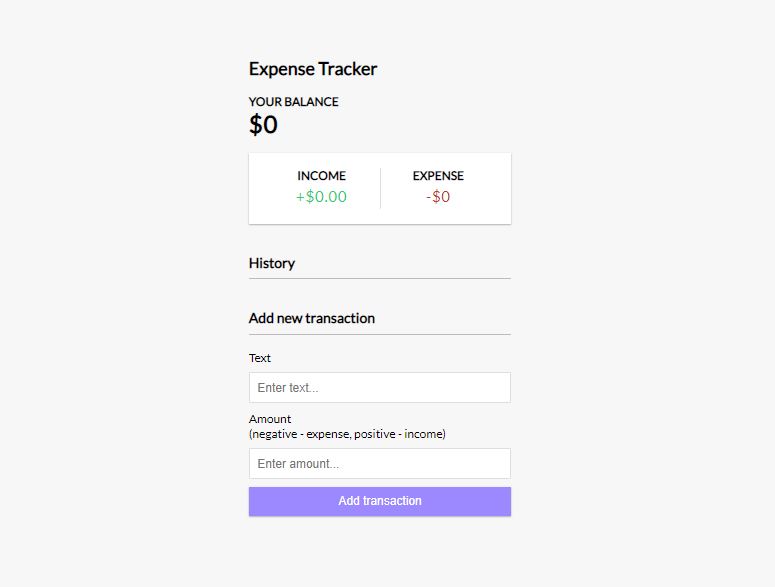 Expense Tracker
YOUR BALANCE
$0
INCOME EXPENSE
+$0.00 -$0
History
Add new transaction
Text
Enter text...
Amount
(negative - expense, positive - income)
Enter amount...
Add transaction